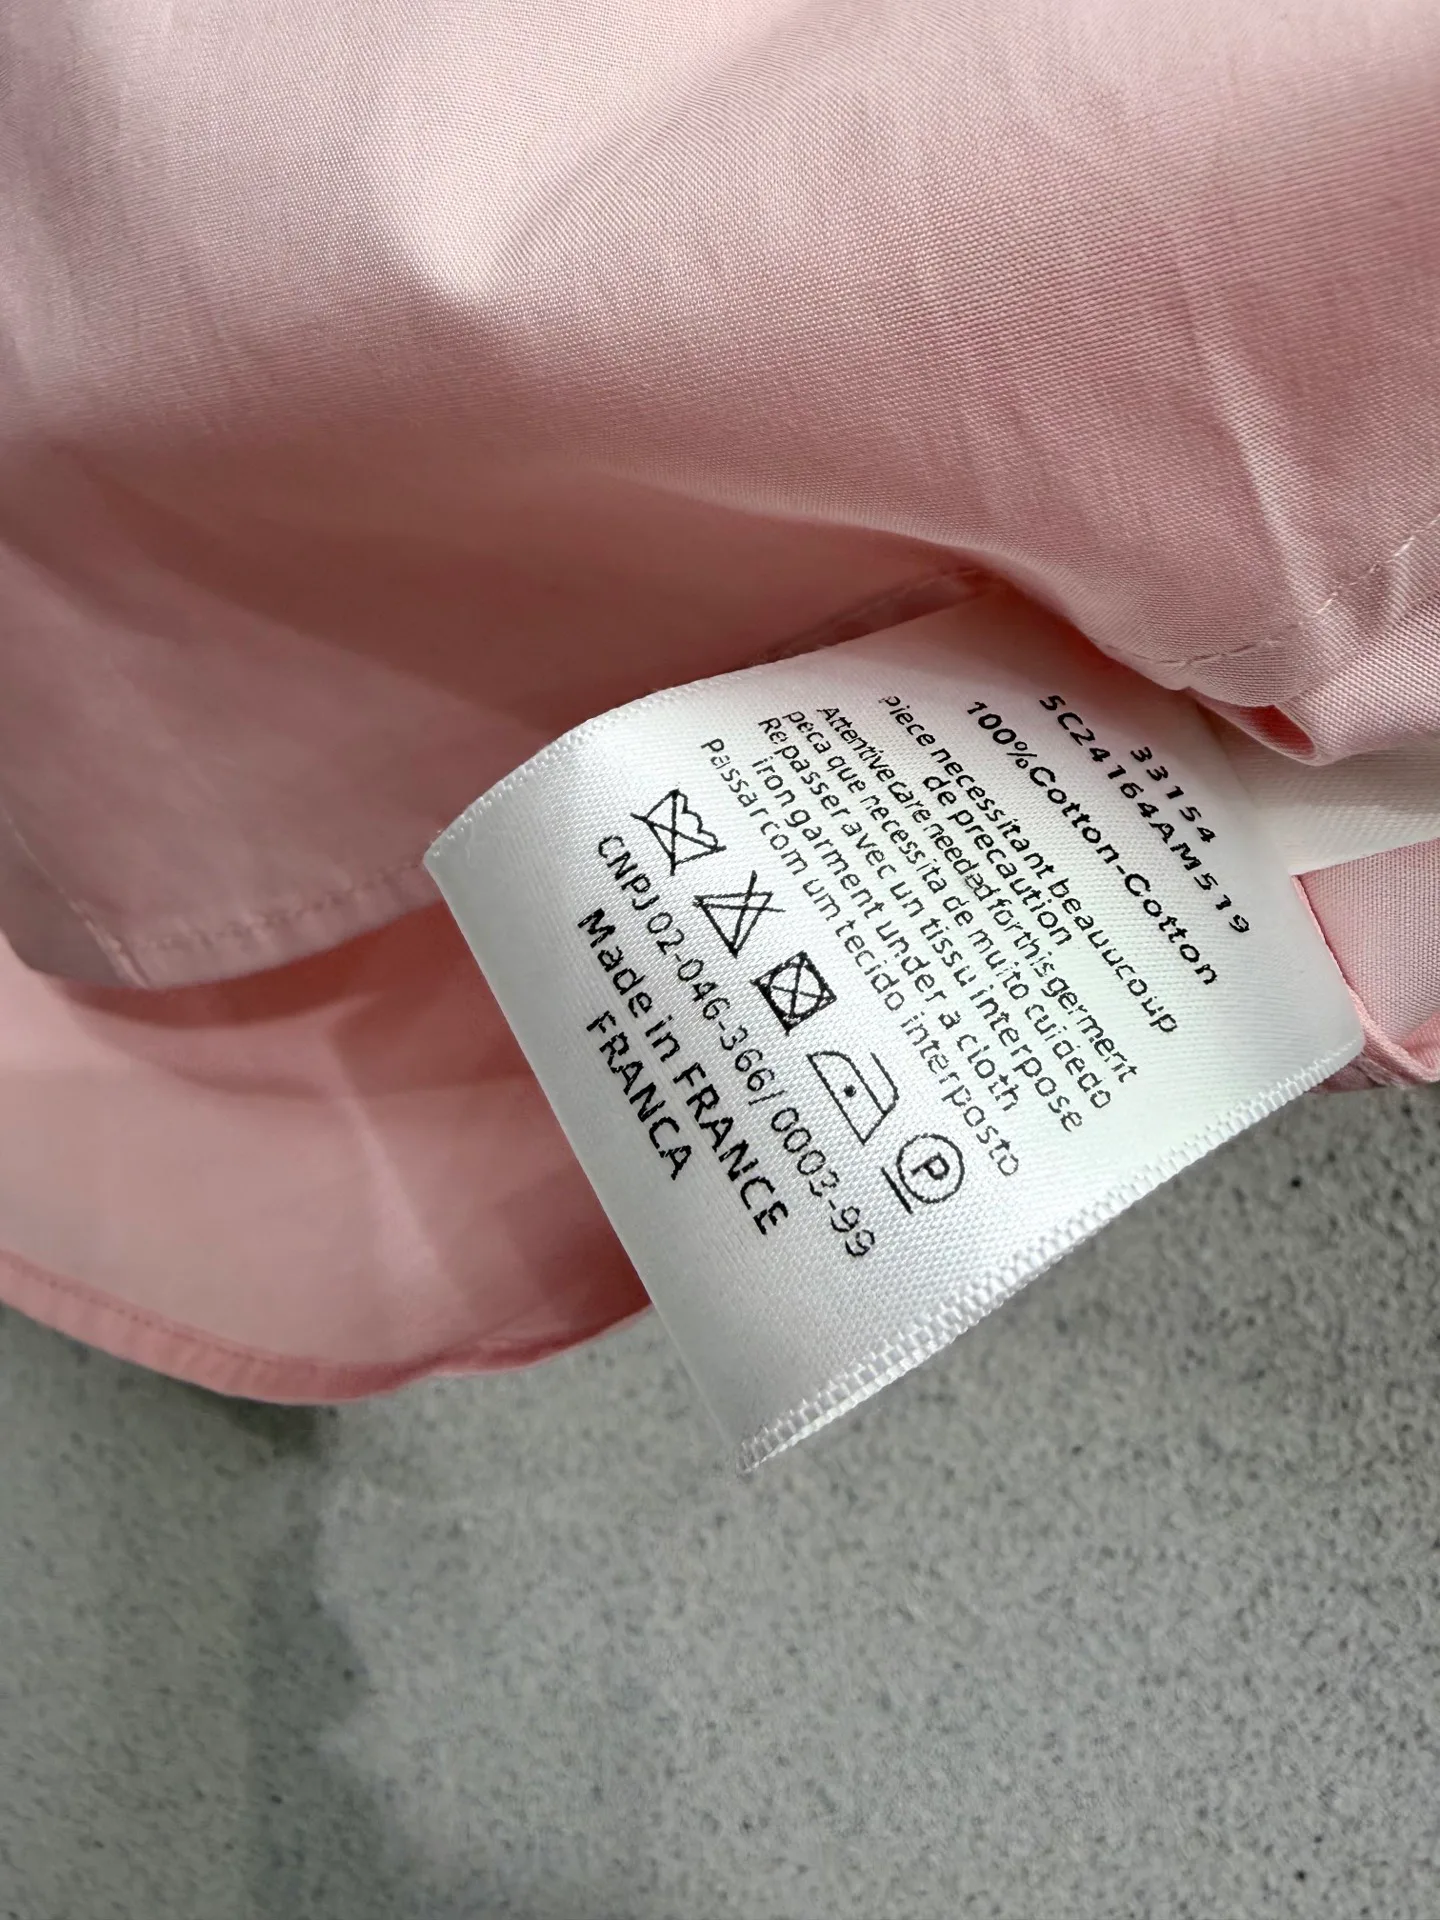 33154
5C24164AM519
100%Cotton-Cotton
piece necessitant beauucoup
de precaution
Attentive care needed for this germent
peca que necessita de muito cuidedo
Repasser avec un tissu interpose
iron garment under a cloth
Passar com um tecido interposto
P
CNPJ 02-046-366/0003-99
Made in FRANCE
FRANCA